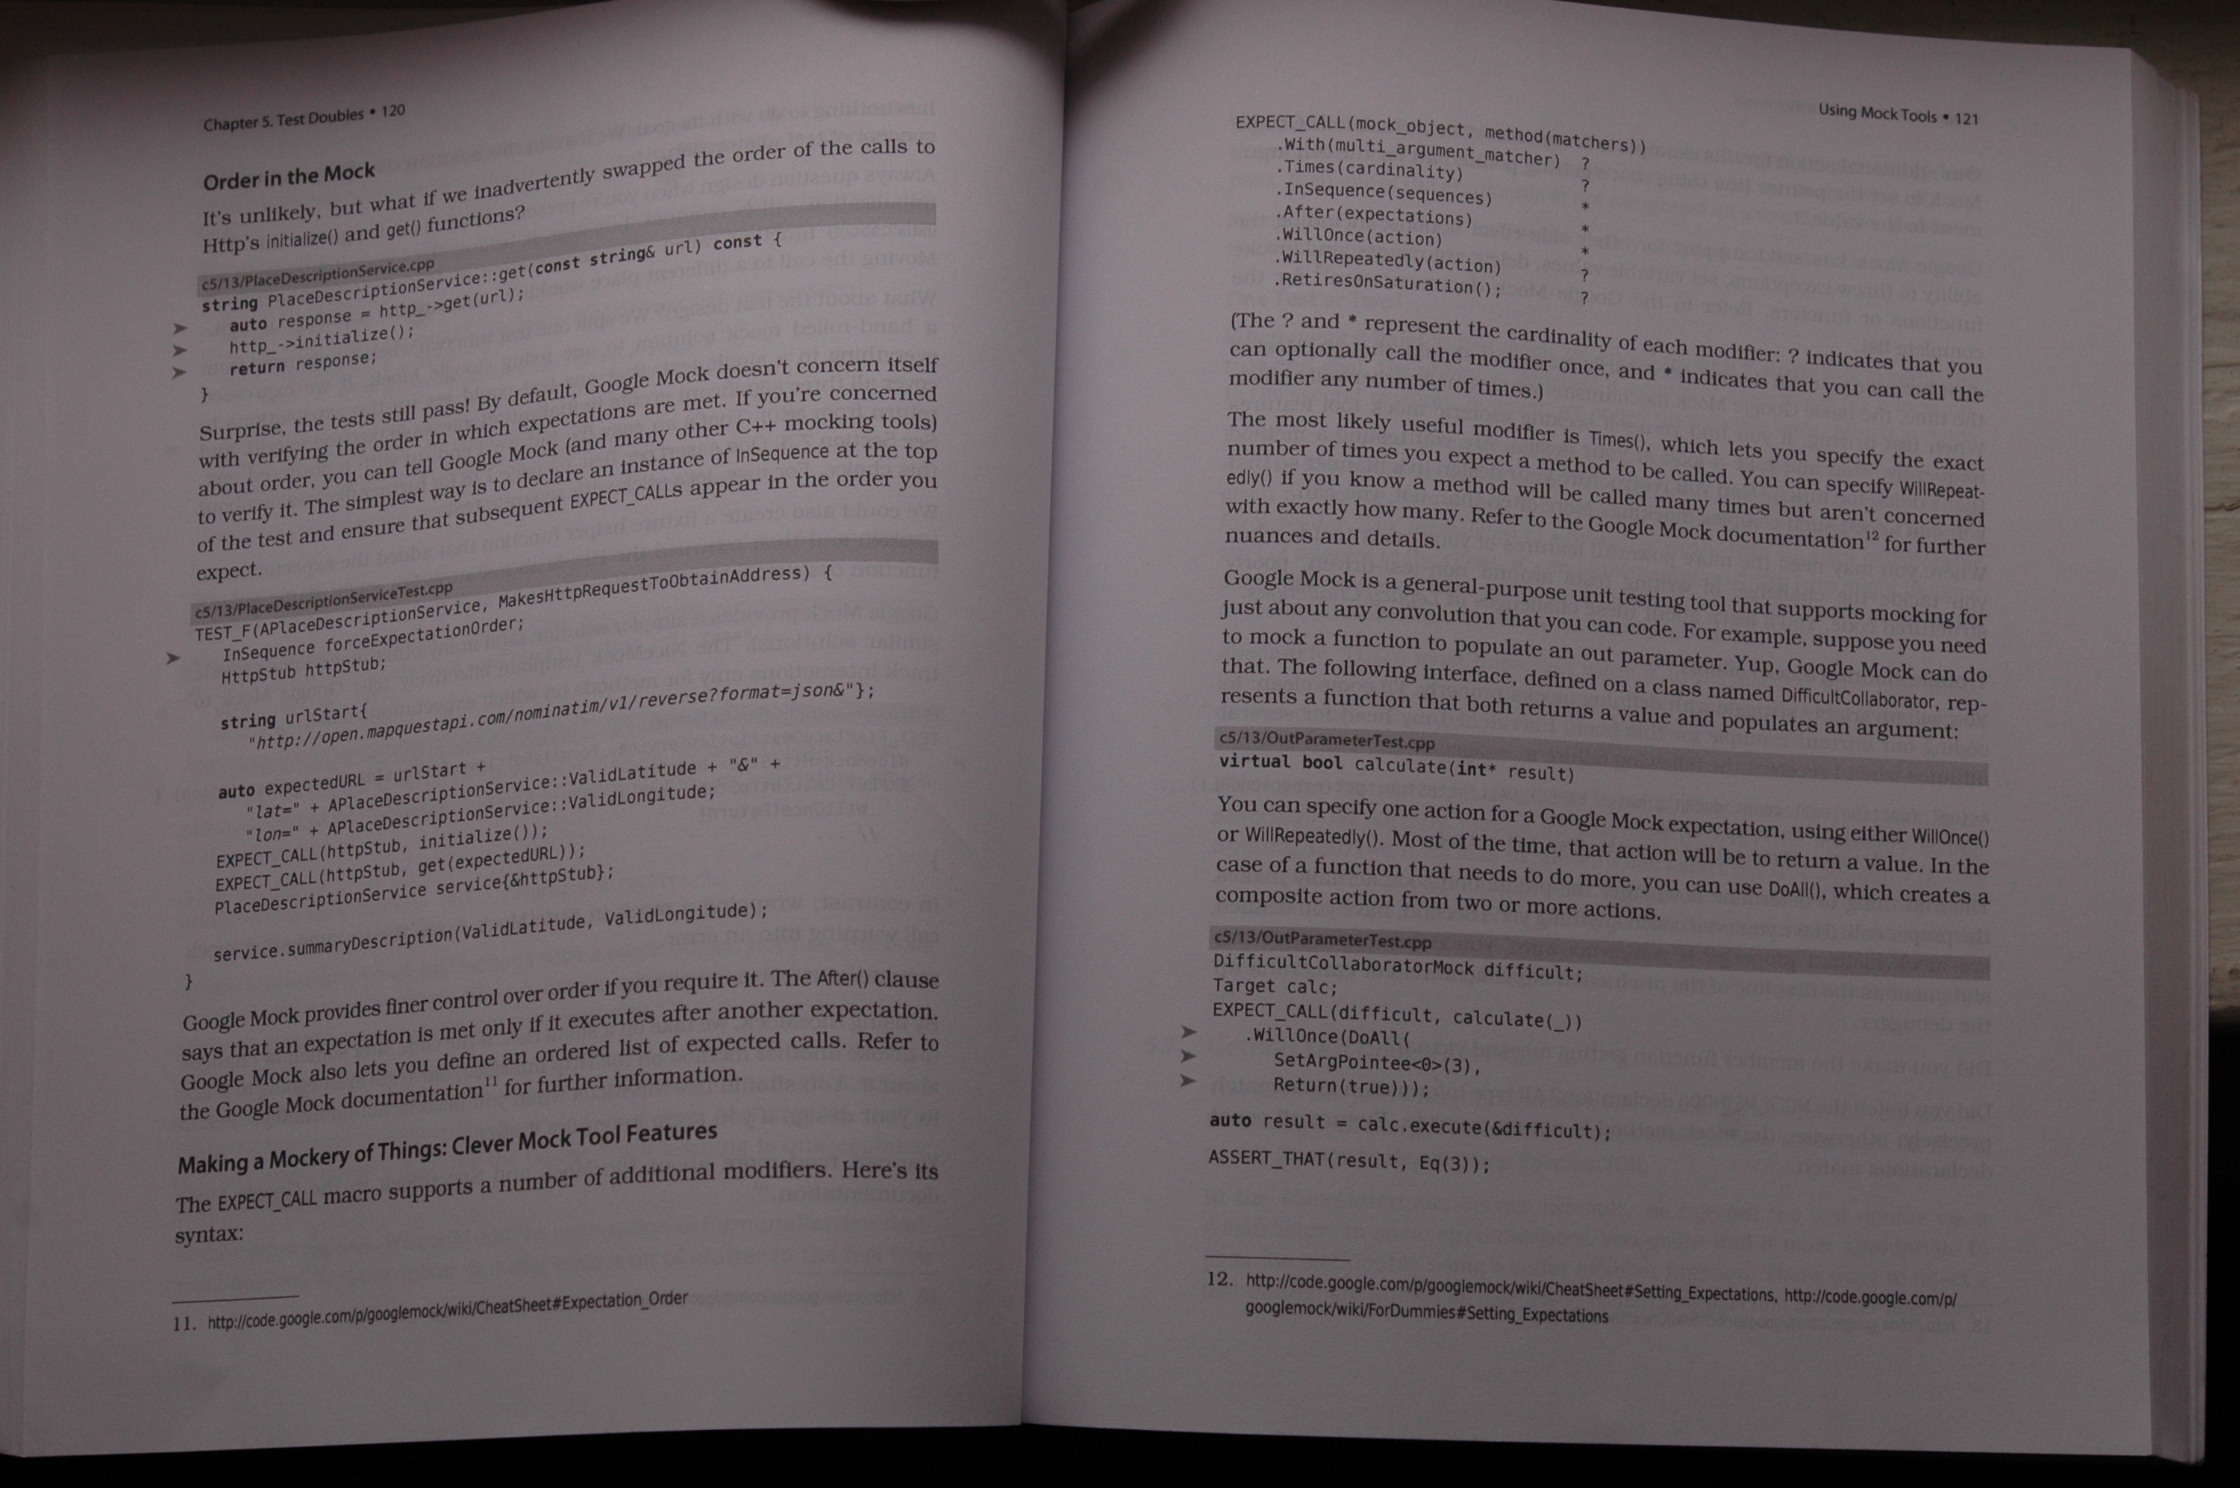 Chapter 5. Test Doubles • 120
Order in the Mock
It's unlikely, but what if we inadvertently swapped the order of the calls to
Http's initialize() and get() functions?
c5/13/PlaceDescriptionService.cpp
string PlaceDescriptionService::get(const string& url) const {
➤ auto response = http_->get(url);
➤ http_->initialize();
➤ return response;
}
Surprise, the tests still pass! By default, Google Mock doesn't concern itself
with verifying the order in which expectations are met. If you're concerned
about order, you can tell Google Mock (and many other C++ mocking tools)
to verify it. The simplest way is to declare an instance of InSequence at the top
of the test and ensure that subsequent EXPECT_CALLs appear in the order you
expect.
c5/13/PlaceDescriptionServiceTest.cpp
TEST_F(APlaceDescriptionService, MakesHttpRequestToObtainAddress) {
➤ InSequence forceExpectationOrder;
HttpStub httpStub;
string urlStart{
"http://open.mapquestapi.com/nominatim/v1/reverse?format=json&"};
auto expectedURL = urlStart +
"lat=" + APlaceDescriptionService::ValidLatitude + "&" +
"lon=" + APlaceDescriptionService::ValidLongitude;
EXPECT_CALL(httpStub, initialize());
EXPECT_CALL(httpStub, get(expectedURL));
PlaceDescriptionService service{&httpStub};
service.summaryDescription(ValidLatitude, ValidLongitude);
}
Google Mock provides finer control over order if you require it. The After() clause
says that an expectation is met only if it executes after another expectation.
Google Mock also lets you define an ordered list of expected calls. Refer to
the Google Mock documentation11 for further information.
Making a Mockery of Things: Clever Mock Tool Features
The EXPECT_CALL macro supports a number of additional modifiers. Here's its
syntax:
11. http://code.google.com/p/googlemock/wiki/CheatSheet#Expectation_Order
Using Mock Tools • 121
EXPECT_CALL(mock_object, method(matchers))
.With(multi_argument_matcher) ?
.Times(cardinality) ?
.InSequence(sequences) *
.After(expectations) *
.WillOnce(action) *
.WillRepeatedly(action) ?
.RetiresOnSaturation(); ?
(The ? and * represent the cardinality of each modifier: ? indicates that you
can optionally call the modifier once, and * indicates that you can call the
modifier any number of times.)
The most likely useful modifier is Times(), which lets you specify the exact
number of times you expect a method to be called. You can specify WillRepeat-
edly() if you know a method will be called many times but aren't concerned
with exactly how many. Refer to the Google Mock documentation12 for further
nuances and details.
Google Mock is a general-purpose unit testing tool that supports mocking for
just about any convolution that you can code. For example, suppose you need
to mock a function to populate an out parameter. Yup, Google Mock can do
that. The following interface, defined on a class named DifficultCollaborator, rep-
resents a function that both returns a value and populates an argument:
c5/13/OutParameterTest.cpp
virtual bool calculate(int* result)
You can specify one action for a Google Mock expectation, using either WillOnce()
or WillRepeatedly(). Most of the time, that action will be to return a value. In the
case of a function that needs to do more, you can use DoAll(), which creates a
composite action from two or more actions.
c5/13/OutParameterTest.cpp
DifficultCollaboratorMock difficult;
Target calc;
EXPECT_CALL(difficult, calculate(_))
➤ .WillOnce(DoAll(
➤ SetArgPointee<0>(3),
➤ Return(true)));
auto result = calc.execute(&difficult);
ASSERT_THAT(result, Eq(3));
12. http://code.google.com/p/googlemock/wiki/CheatSheet#Setting_Expectations, http://code.google.com/p/
googlemock/wiki/ForDummies#Setting_Expectations